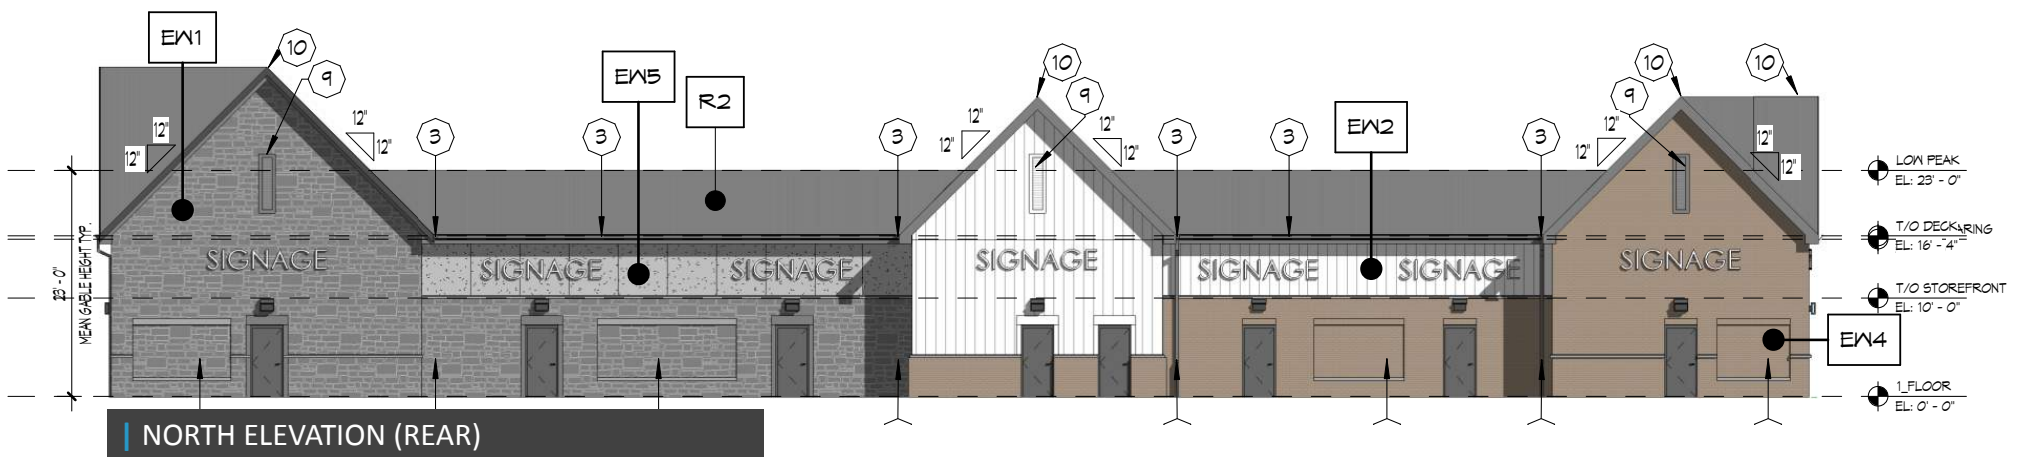 EW1
10
9
12"
12"
12"
12"
3
3
EW5
R2
3
12"
12"
10
9
12"
12"
3
3
EW2
3
12"
12"
10
9
10
12"
12"
LOW PEAK
EL: 23' - 0"
T/O DECK
ARING
EL: 16' - 4"
T/O STOREFRONT
EL: 10' - 0"
EW4
1_FLOOR
EL: 0' - 0"
23' - 0"
MEAN GABLE HEIGHT TYP.
SIGNAGE
SIGNAGE
SIGNAGE
SIGNAGE
SIGNAGE
SIGNAGE
SIGNAGE
| NORTH ELEVATION (REAR)